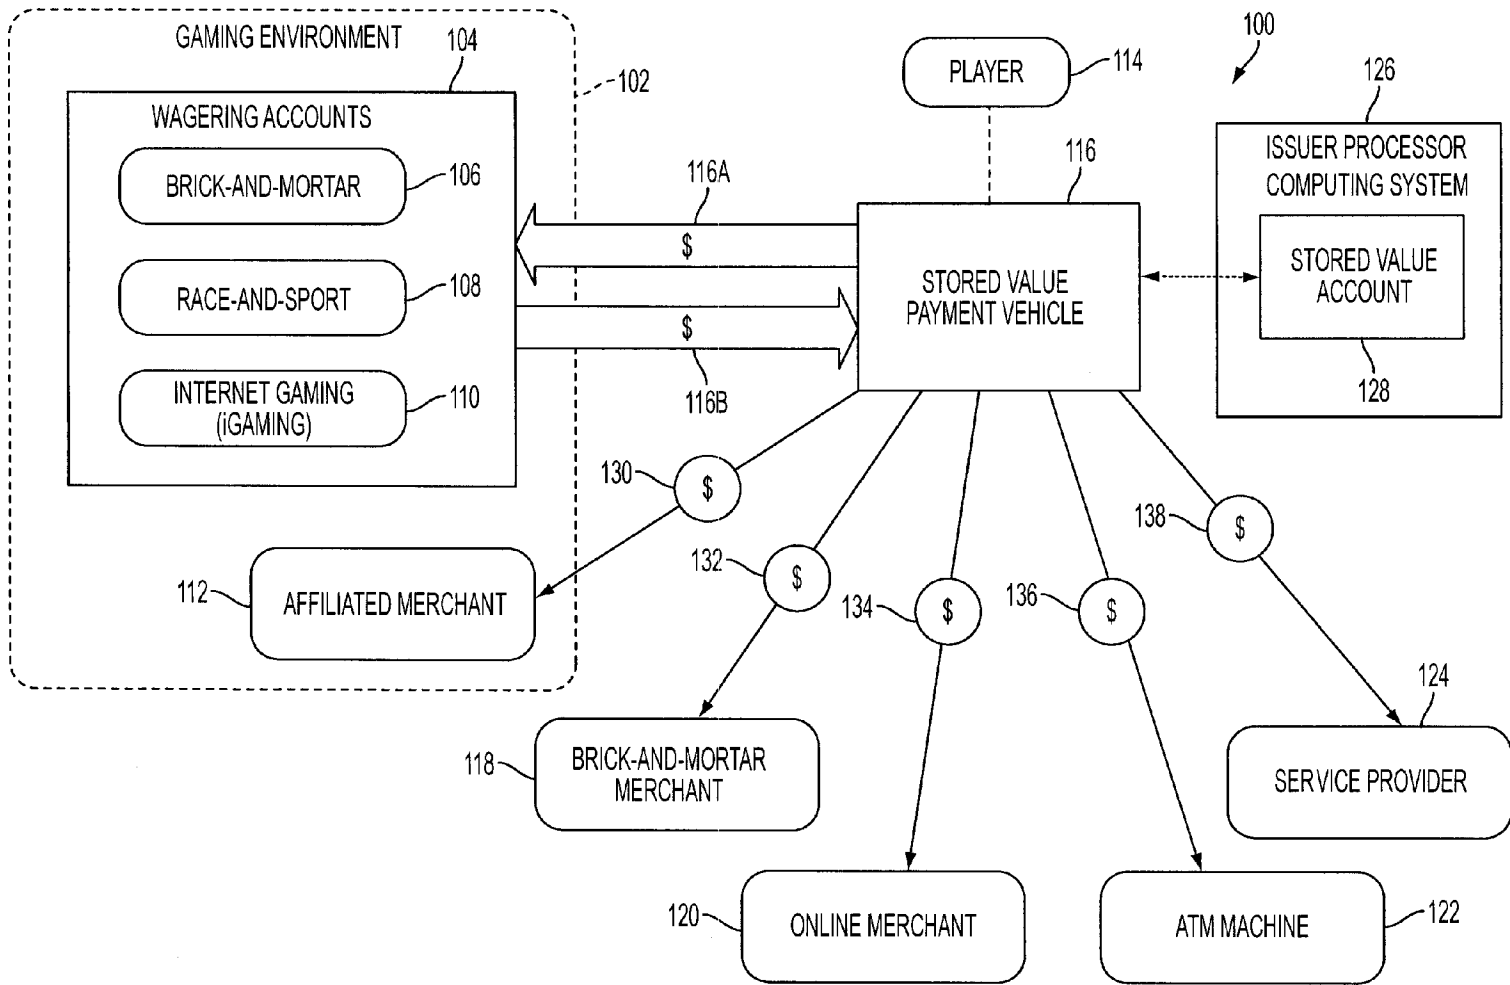 GAMING ENVIRONMENT
104
102
WAGERING ACCOUNTS
BRICK-AND-MORTAR
106
RACE-AND-SPORT
108
INTERNET GAMING
(iGAMING)
110
AFFILIATED MERCHANT
112
PLAYER
114
100
116A
$
$
116B
116
STORED VALUE
PAYMENT VEHICLE
126
ISSUER PROCESSOR
COMPUTING SYSTEM
STORED VALUE
ACCOUNT
128
130
$
132
$
134
$
136
$
138
$
118
BRICK-AND-MORTAR
MERCHANT
120
ONLINE MERCHANT
ATM MACHINE
122
124
SERVICE PROVIDER